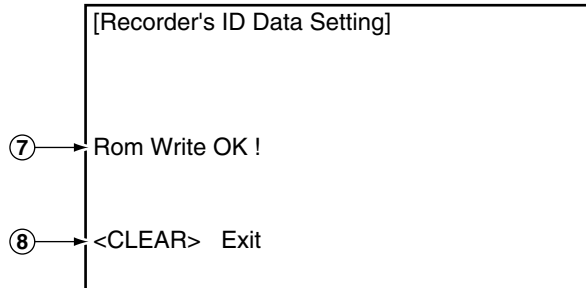 [Recorder's ID Data Setting]
7 Rom Write OK !
8 <CLEAR> Exit